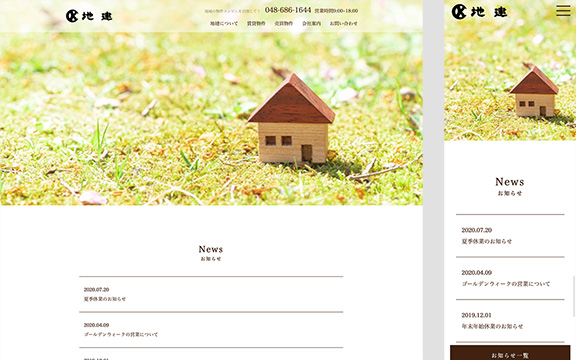 地建
048-686-1644 営業時間9:00-18:00
地建について 賃貸物件 売買物件 会社案内 お問い合わせ
News
お知らせ
2020.07.20
夏季休業のお知らせ
2020.04.09
ゴールデンウィークの営業について
地建
News
お知らせ
2020.07.20
夏季休業のお知らせ
2020.04.09
ゴールデンウィークの営業について
2019.12.01
年末年始休業のお知らせ
お知らせ一覧